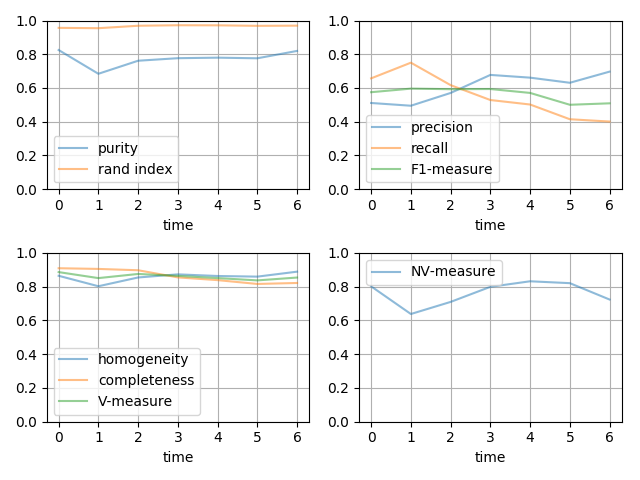 1.0
0.8
0.6
0.4
0.2
0.0
purity
rand index
0 1 2 3 4 5 6
time
1.0
0.8
0.6
0.4
0.2
0.0
precision
recall
F1-measure
0 1 2 3 4 5 6
time
1.0
0.8
0.6
0.4
0.2
0.0
homogeneity
completeness
V-measure
0 1 2 3 4 5 6
time
1.0
0.8
0.6
0.4
0.2
0.0
NV-measure
0 1 2 3 4 5 6
time